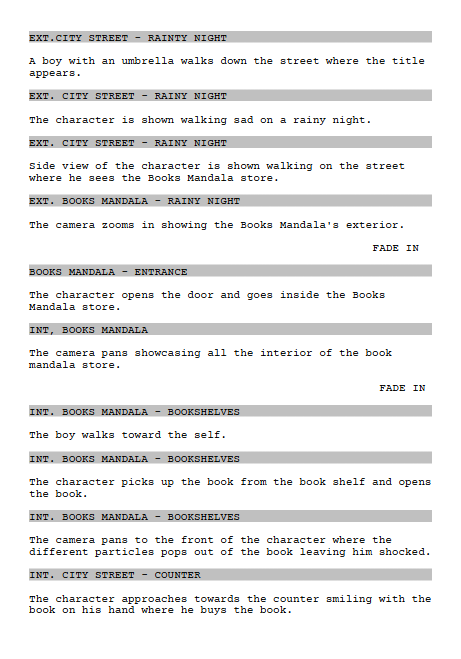 EXT.CITY STREET - RAINTY NIGHT
A boy with an umbrella walks down the street where the title
appears.
EXT. CITY STREET - RAINY NIGHT
The character is shown walking sad on a rainy night.
EXT. CITY STREET - RAINY NIGHT
Side view of the character is shown walking on the street
where he sees the Books Mandala store.
EXT. BOOKS MANDALA - RAINY NIGHT
The camera zooms in showing the Books Mandala's exterior.
FADE IN
BOOKS MANDALA - ENTRANCE
The character opens the door and goes inside the Books
Mandala store.
INT, BOOKS MANDALA
The camera pans showcasing all the interior of the book
mandala store.
FADE IN
INT. BOOKS MANDALA - BOOKSHELVES
The boy walks toward the self.
INT. BOOKS MANDALA - BOOKSHELVES
The character picks up the book from the book shelf and opens
the book.
INT. BOOKS MANDALA - BOOKSHELVES
The camera pans to the front of the character where the
different particles pops out of the book leaving him shocked.
INT. CITY STREET - COUNTER
The character approaches towards the counter smiling with the
book on his hand where he buys the book.